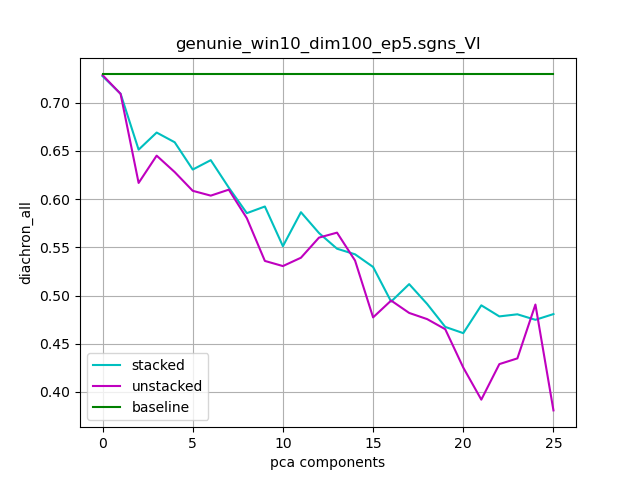 genunie_win10_dim100_ep5.sgns_VI
diachron_all
0.70
0.65
0.60
0.55
0.50
0.45
0.40
stacked
unstacked
baseline
0 5 10 15 20 25
pca components